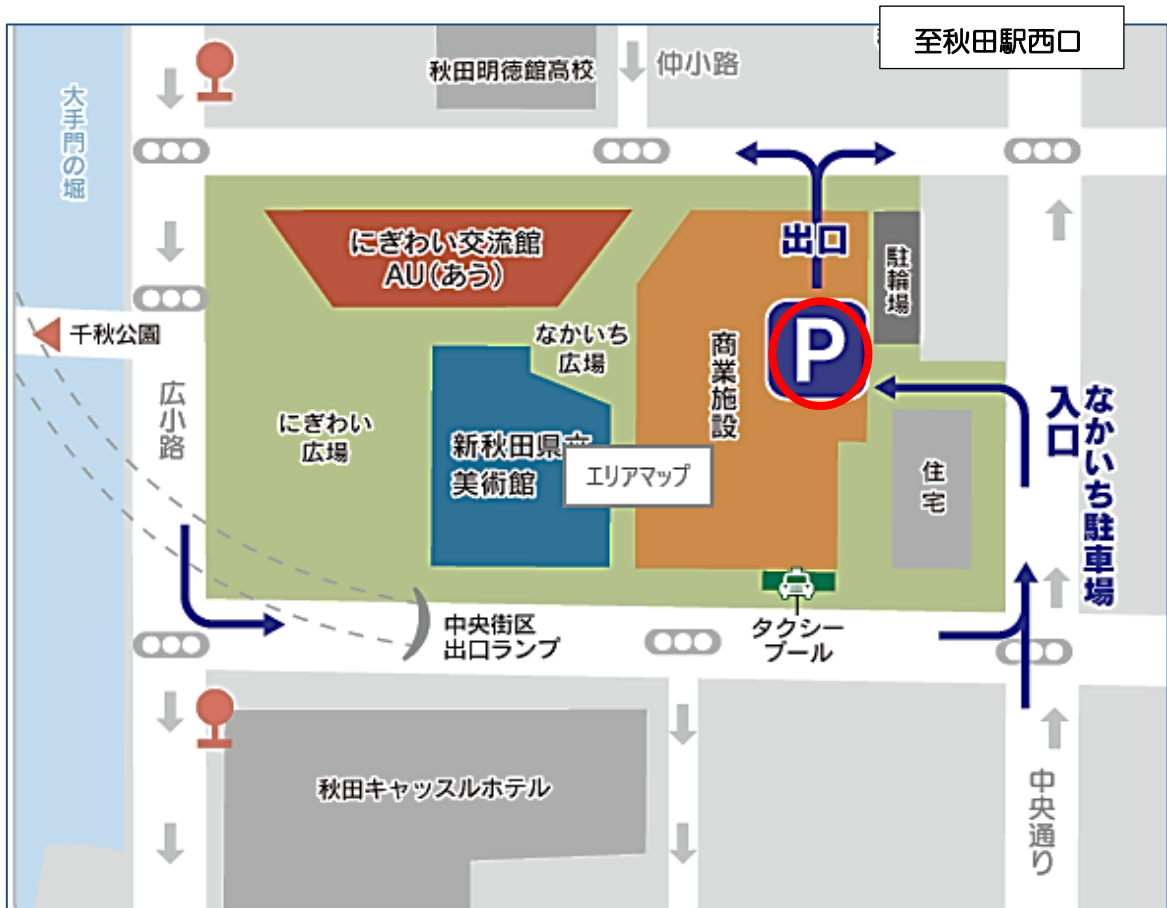 至秋田駅西口
秋田明徳館高校
仲小路
大手門の堀
にぎわい交流館
AU(あう)
出口
駐輪場
千秋公園
なかいち
広場
商業施設
P
広小路
にぎわい
広場
新秋田県立
美術館
エリアマップ
住宅
なかいち駐車場
入口
中央街区
出口ランプ
タクシー
プール
秋田キャッスルホテル
中央通り